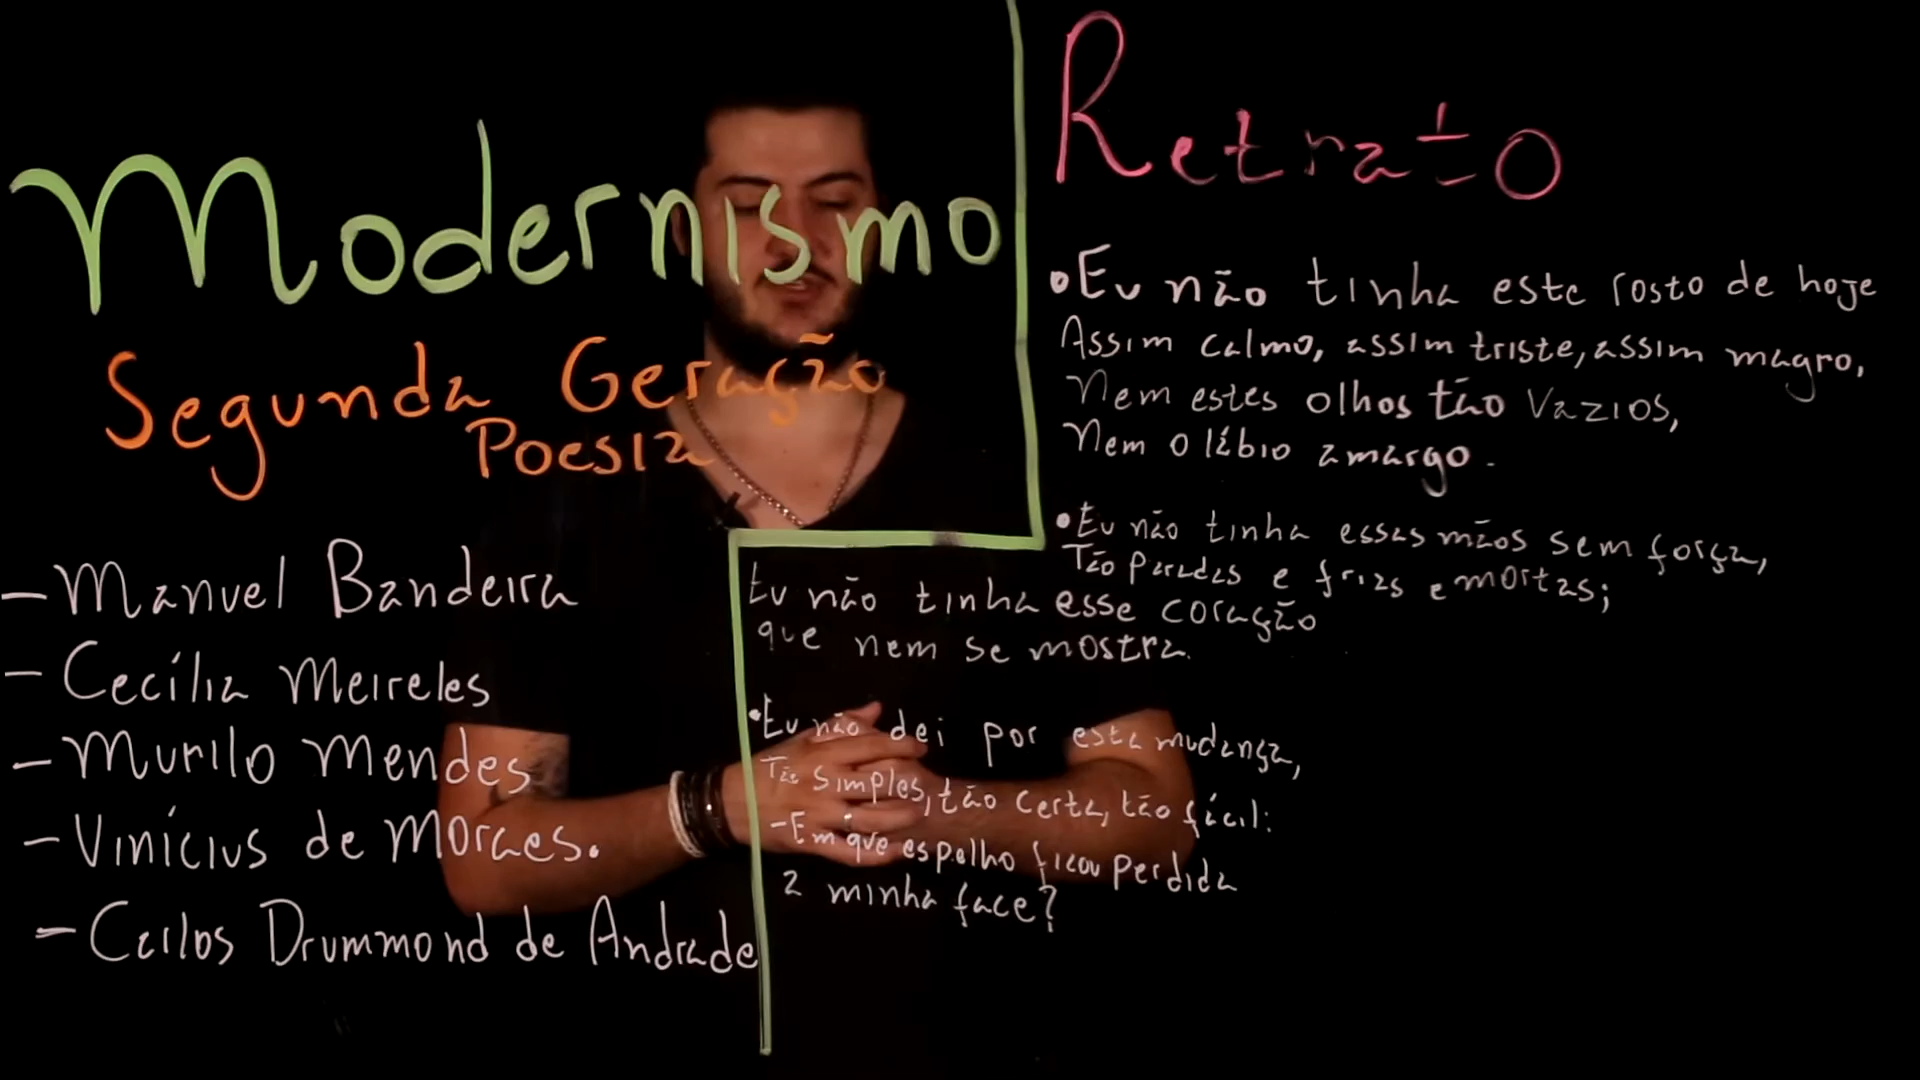 Modernismo
Segunda Geração
Poesia
- Manuel Bandeira
- Cecília Meireles
- Murilo Mendes
- Vinícius de Moraes.
- Carlos Drummond de Andrade
Retrato
• Eu não tinha este rosto de hoje
Assim calmo, assim triste, assim magro,
Nem estes olhos tão vazios,
Nem o lábio amargo.
• Eu não tinha essas mãos sem força,
Tão paradas e frias e mortas;
Eu não tinha esse coração
que nem se mostra.
• Eu não dei por esta mudança,
Tão simples, tão certa, tão fácil:
- Em que espelho ficou perdida
a minha face?